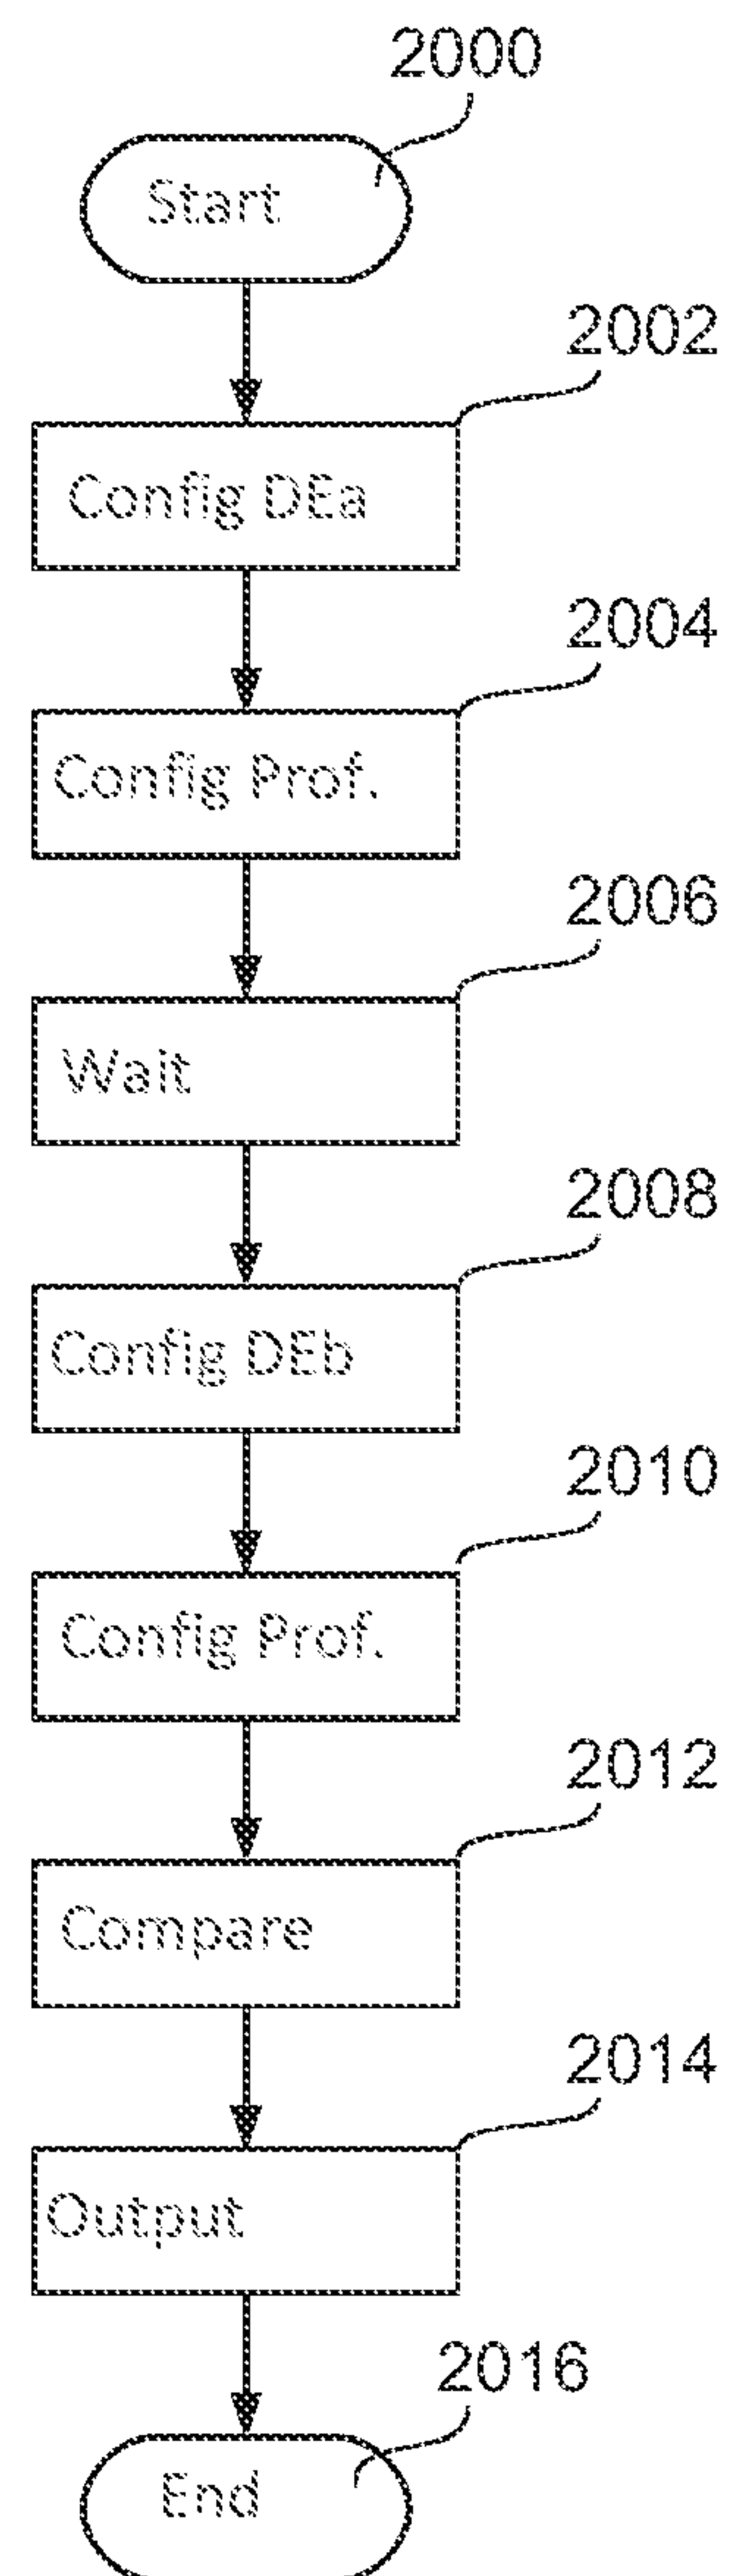 2000
Start
2002
Config DEa
2004
Config Prof.
2006
Wait
2008
Config DEb
2010
Config Prof.
2012
Compare
2014
Output
2016
End